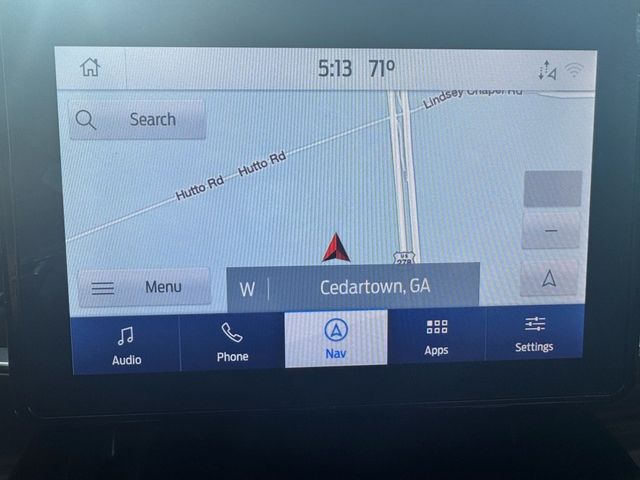 5:13 71°
Search
Lindsey Chapel Rd
Hutto Rd
Hutto Rd
U.S.
278
Menu
W
Cedartown, GA
Audio
Phone
Nav
Apps
Settings